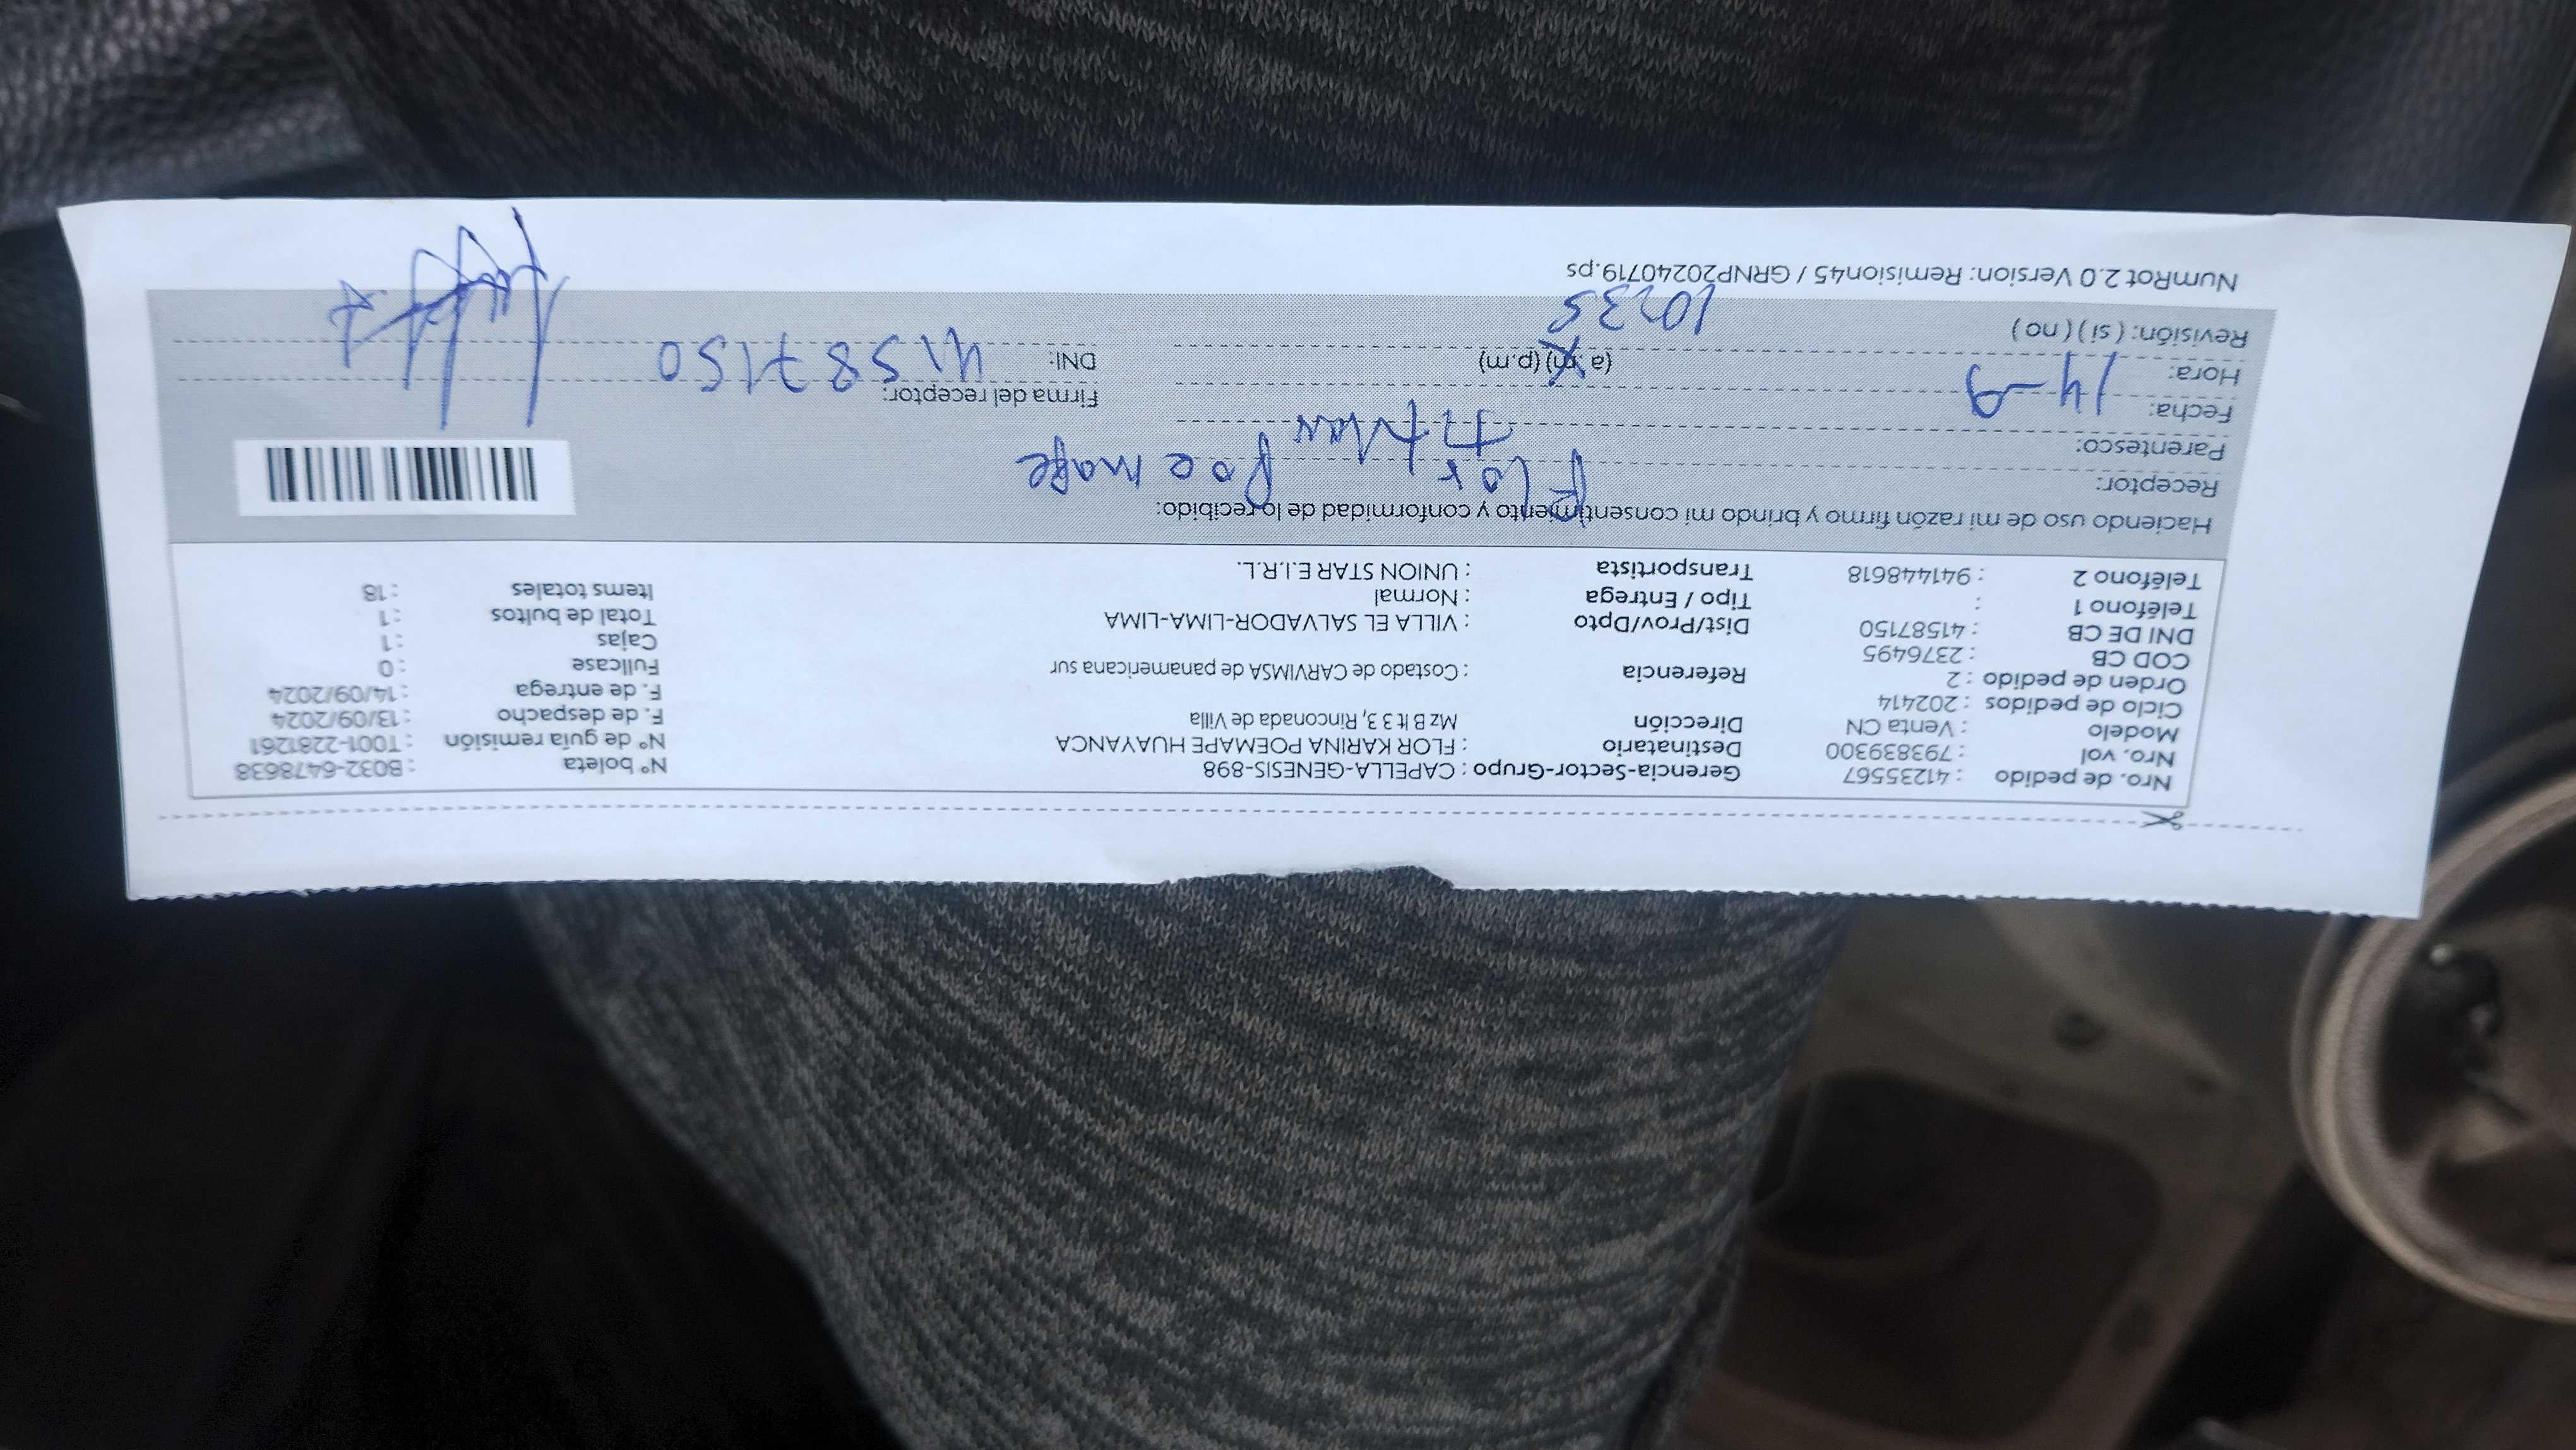 Nro. de pedido : 41235567 Gerencia-Sector-Grupo : CAPELLA-GENESIS-898 N° boleta : B032-6478638
Nro. vol : 793839300 Destinatario : FLOR KARINA POEMAPE HUAYANCA N° de guía remisión : T001-2281261
Modelo : Venta CN Dirección Mz B lt 3 3, Rinconada de Villa F. de despacho : 13/09/2024
Ciclo de pedidos : 202414 F. de entrega : 14/09/2024
Orden de pedido : 2 Referencia : Costado de CARVIMSA de panamericana sur Fullcase : 0
COD CB : 2376495 Cajas : 1
DNI DE CB : 41587150 Dist/Prov/Dpto : VILLA EL SALVADOR-LIMA-LIMA Total de bultos : 1
Teléfono 1 : Tipo / Entrega : Normal Items totales : 18
Teléfono 2 : 941448618 Transportista : UNION STAR E.I.R.L.
Haciendo uso de mi razón firmo y brindo mi consentimiento y conformidad de lo recibido:
Receptor: Flor Poemape
Parentesco:
Fecha: 14-9 Firma del receptor:
Hora: (a .m) (p.m) DNI: 41587150
Revisión: ( si ) ( no ) 10:35
NumRot 2.0 Version: Remision45 / GRNP20240719.ps